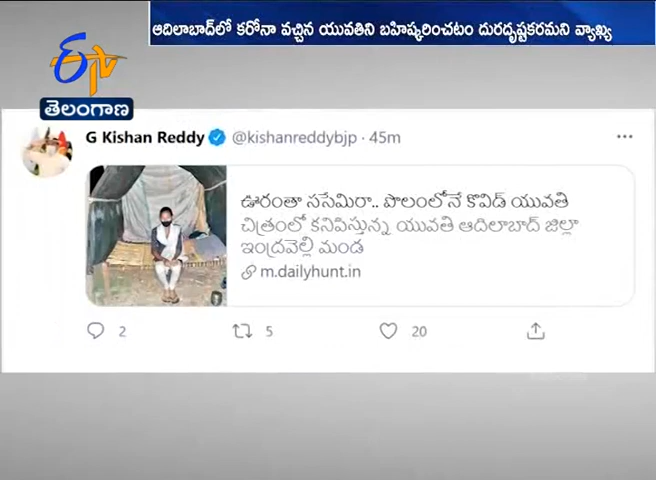 ఆదిలాబాద్‌లో కరోనా వచ్చిన యువతిని బహిష్కరించటం దురదృష్టకరమని వ్యాఖ్య
ETV
తెలంగాణ
G Kishan Reddy @kishanreddybjp · 45m
ఊరంతా ససేమిరా.. పొలంలోనే కొవిడ్ యువతి
చిత్రంలో కనిపిస్తున్న యువతి ఆదిలాబాద్ జిల్లా
ఇంద్రవెల్లి మండ
m.dailyhunt.in
2 5 20